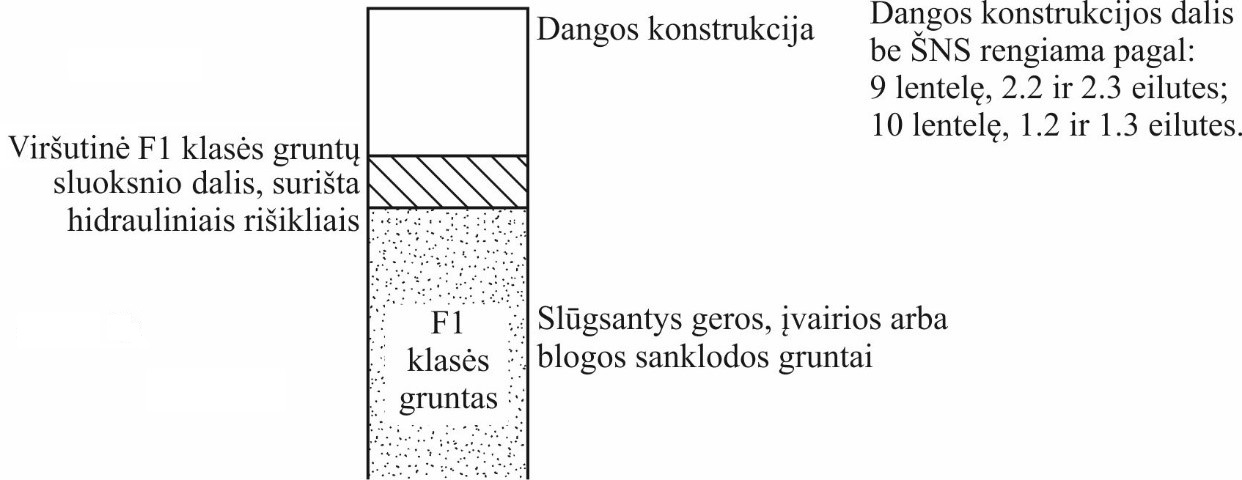 Dangos konstrukcija
Dangos konstrukcijos dalis
be ŠNS rengiama pagal:
9 lentelę, 2.2 ir 2.3 eilutes;
10 lentelę, 1.2 ir 1.3 eilutes.
Viršutinė F1 klasės gruntų
sluoksnio dalis, surišta
hidrauliniais rišikliais
F1
klasės
gruntas
Slūgsantys geros, įvairios arba
blogos sanklodos gruntai